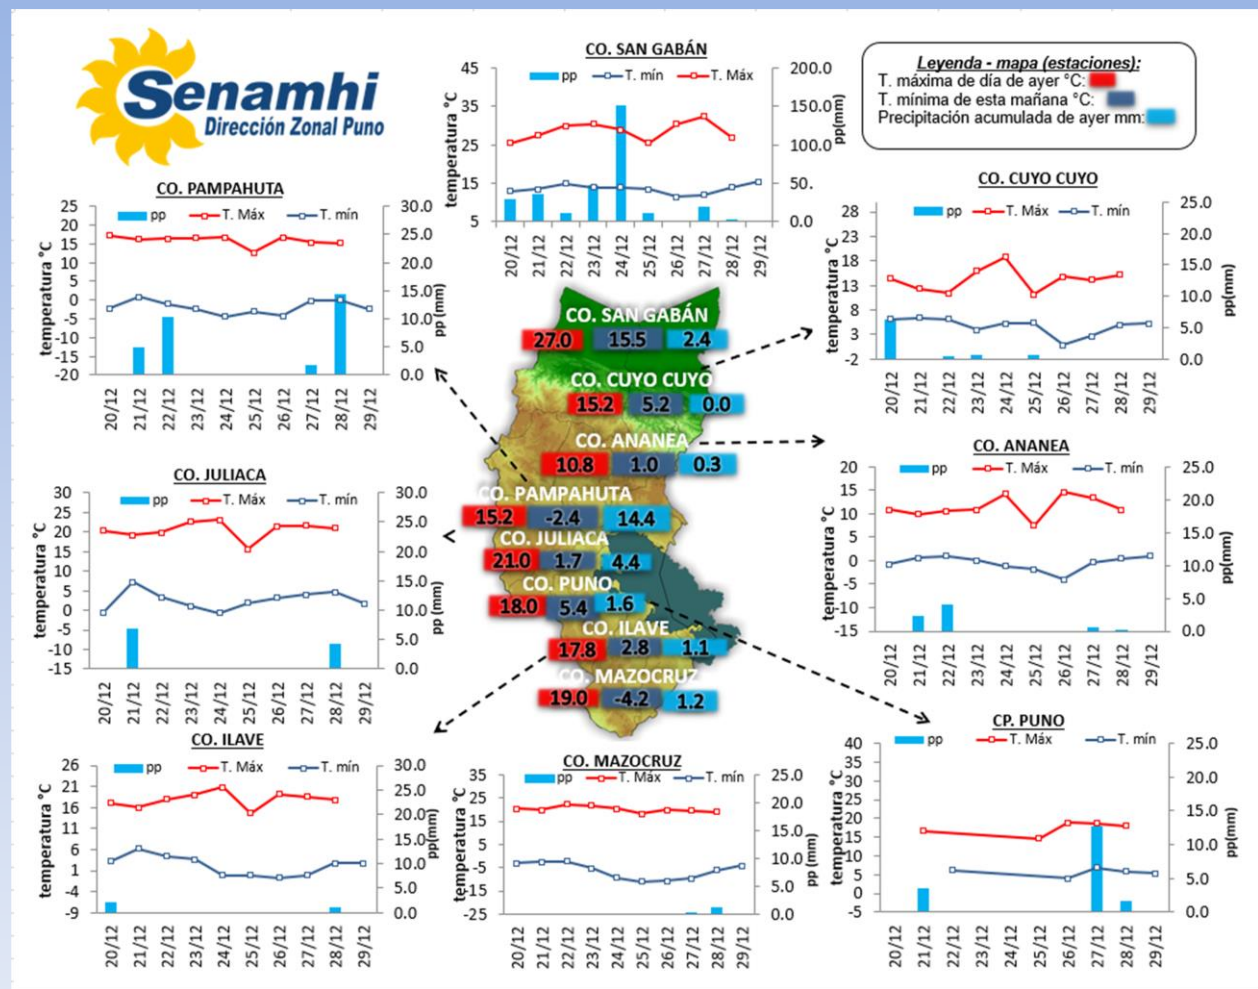 Senamhi
Dirección Zonal Puno
CO. SAN GABÁN
pp T. mín T. Máx
45
35
25
15
5
200.0
150.0
100.0
50.
0.0
temperatura °C
pp(mm)
20/12 21/12 22/12 23/12 24/12 25/12 26/12 27/12 28/12 29/12
Leyenda - mapa (estaciones):
T. máxima de día de ayer °C:
T. mínima de esta mañana °C:
Precipitación acumulada de ayer mm:
CO. PAMPAHUTA
pp T. Máx T. mín
25
20
15
10
5
0
-5
-10
-15
-20
30.0
25.0
20.0
15.0
10.0
5.0
0.0
temperatura °C
pp (mm)
20/12 21/12 22/12 23/12 24/12 25/12 26/12 27/12 28/12 29/12
CO. CUYO CUYO
pp T. Máx T. mín
28
23
18
13
8
3
-2
25.0
20.0
15.0
10.0
5.0
0.0
temperatura °C
pp(mm)
20/12 21/12 22/12 23/12 24/12 25/12 26/12 27/12 28/12 29/12
CO. SAN GABÁN
27.0 15.5 2.4
CO. CUYO CUYO
15.2 5.2 0.0
CO. ANANEA
10.8 1.0 0.3
CO. PAMPAHUTA
15.2 -2.4 14.4
CO. JULIACA
21.0 1.7 4.4
CO. PUNO
18.0 5.4 1.6
CO. ILAVE
17.8 2.8 1.1
CO. MAZOCRUZ
19.0 -4.2 1.2
CO. JULIACA
pp T. Máx T. mín
30
25
20
15
10
5
0
-5
-10
-15
30.0
25.0
20.0
15.0
10.0
5.0
0.0
temperatura °C
pp (mm)
20/12 21/12 22/12 23/12 24/12 25/12 26/12 27/12 28/12 29/12
CO. ANANEA
pp T. Máx T. mín
20
15
10
5
0
-5
-10
-15
25.0
20.0
15.0
10.0
5.0
0.0
temperatura °C
pp(mm)
20/12 21/12 22/12 23/12 24/12 25/12 26/12 27/12 28/12 29/12
CO. ILAVE
pp T. Máx T. mín
26
21
16
11
6
1
-4
-9
30.0
25.0
20.0
15.0
10.0
5.0
0.0
temperatura °C
pp(mm)
20/12 21/12 22/12 23/12 24/12 25/12 26/12 27/12 28/12 29/12
CO. MAZOCRUZ
pp T. Máx T. mín
35
25
15
5
-5
-15
-25
25.0
20.0
15.0
10.0
5.0
0.0
temperatura °C
pp (mm)
20/12 21/12 22/12 23/12 24/12 25/12 26/12 27/12 28/12 29/12
CP. PUNO
pp T. Máx T. mín
40
35
30
25
20
15
10
5
0
-5
25.0
20.0
15.0
10.0
5.0
0.0
temperatura °C
pp(mm)
20/12 21/12 22/12 23/12 24/12 25/12 26/12 27/12 28/12 29/12